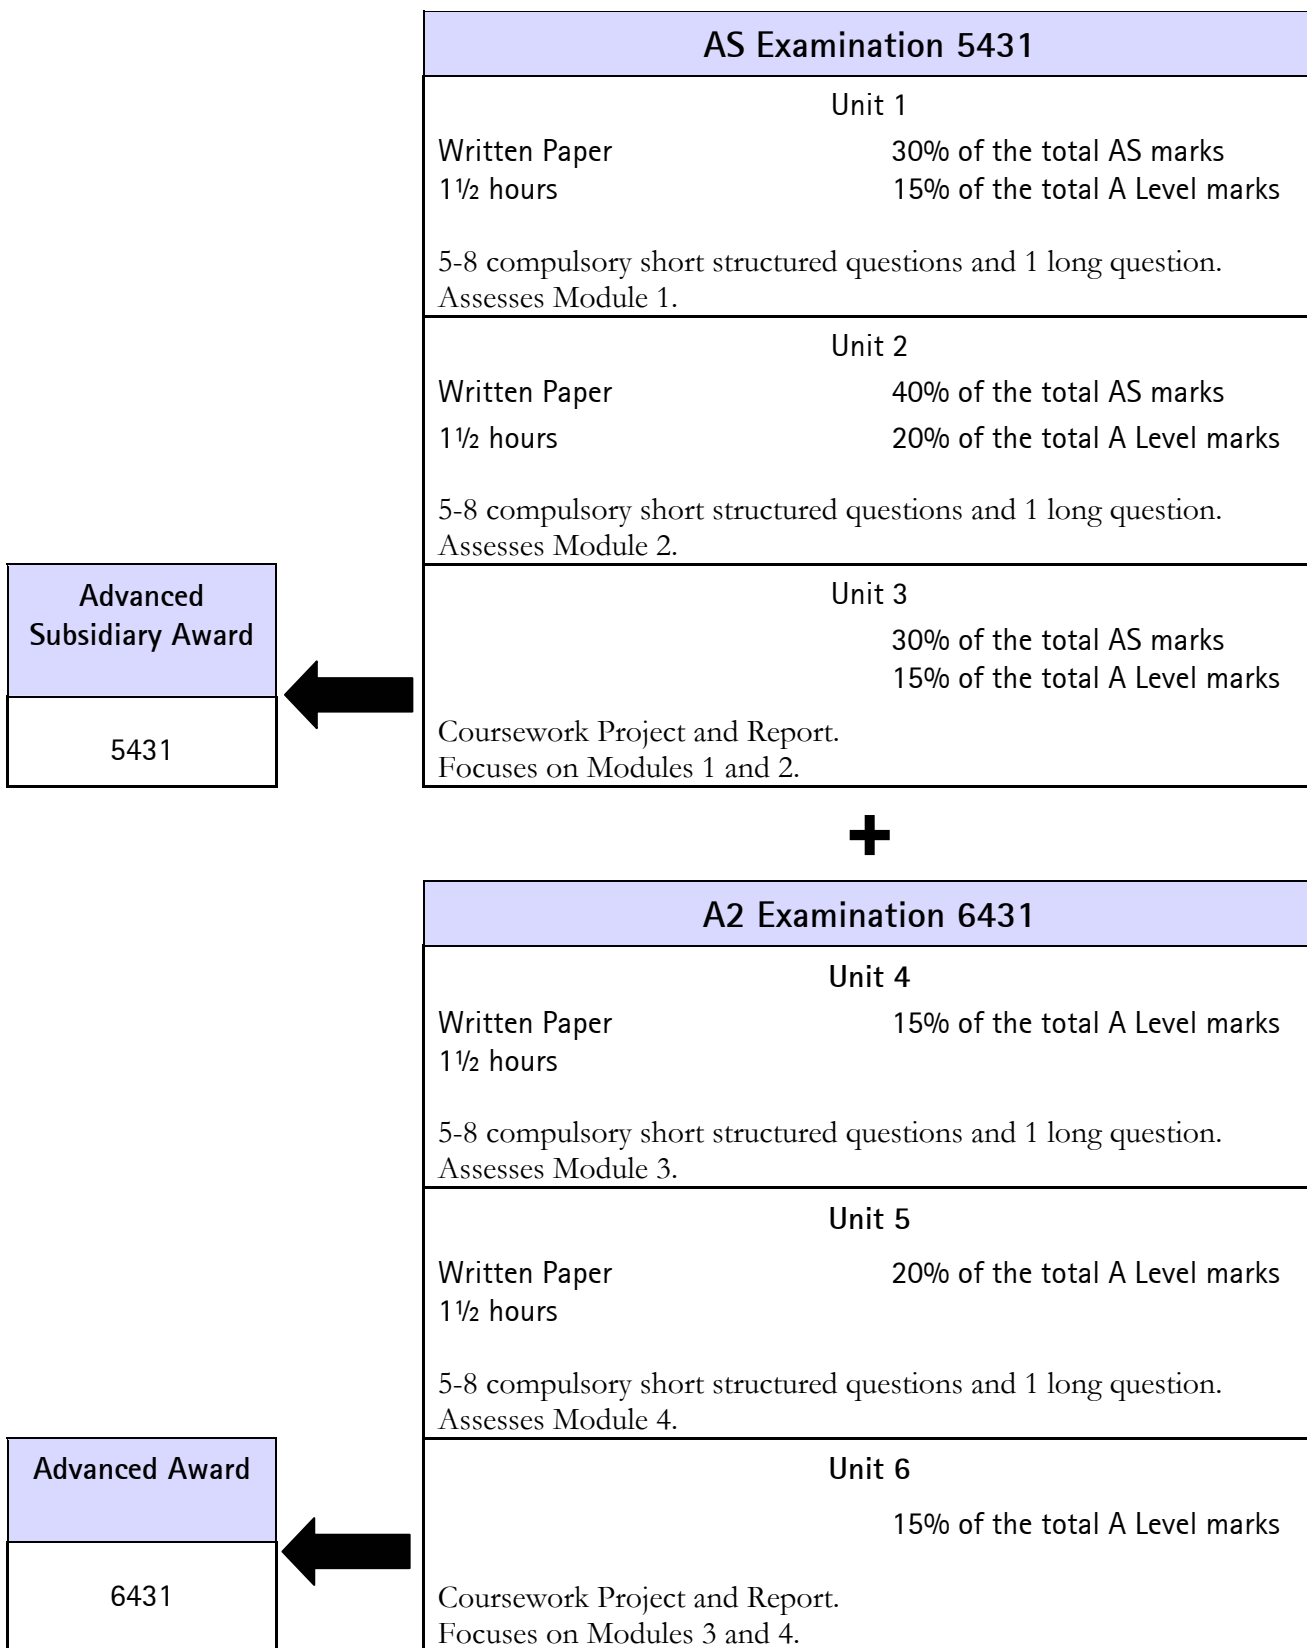 AS Examination 5431
Unit 1
Written Paper 30% of the total AS marks
1½ hours 15% of the total A Level marks
5-8 compulsory short structured questions and 1 long question.
Assesses Module 1.
Unit 2
Written Paper 40% of the total AS marks
1½ hours 20% of the total A Level marks
5-8 compulsory short structured questions and 1 long question.
Assesses Module 2.
Advanced
Subsidiary Award
5431
Unit 3
30% of the total AS marks
15% of the total A Level marks
Coursework Project and Report.
Focuses on Modules 1 and 2.
+
A2 Examination 6431
Unit 4
Written Paper 15% of the total A Level marks
1½ hours
5-8 compulsory short structured questions and 1 long question.
Assesses Module 3.
Unit 5
Written Paper 20% of the total A Level marks
1½ hours
5-8 compulsory short structured questions and 1 long question.
Assesses Module 4.
Advanced Award
6431
Unit 6
15% of the total A Level marks
Coursework Project and Report.
Focuses on Modules 3 and 4.